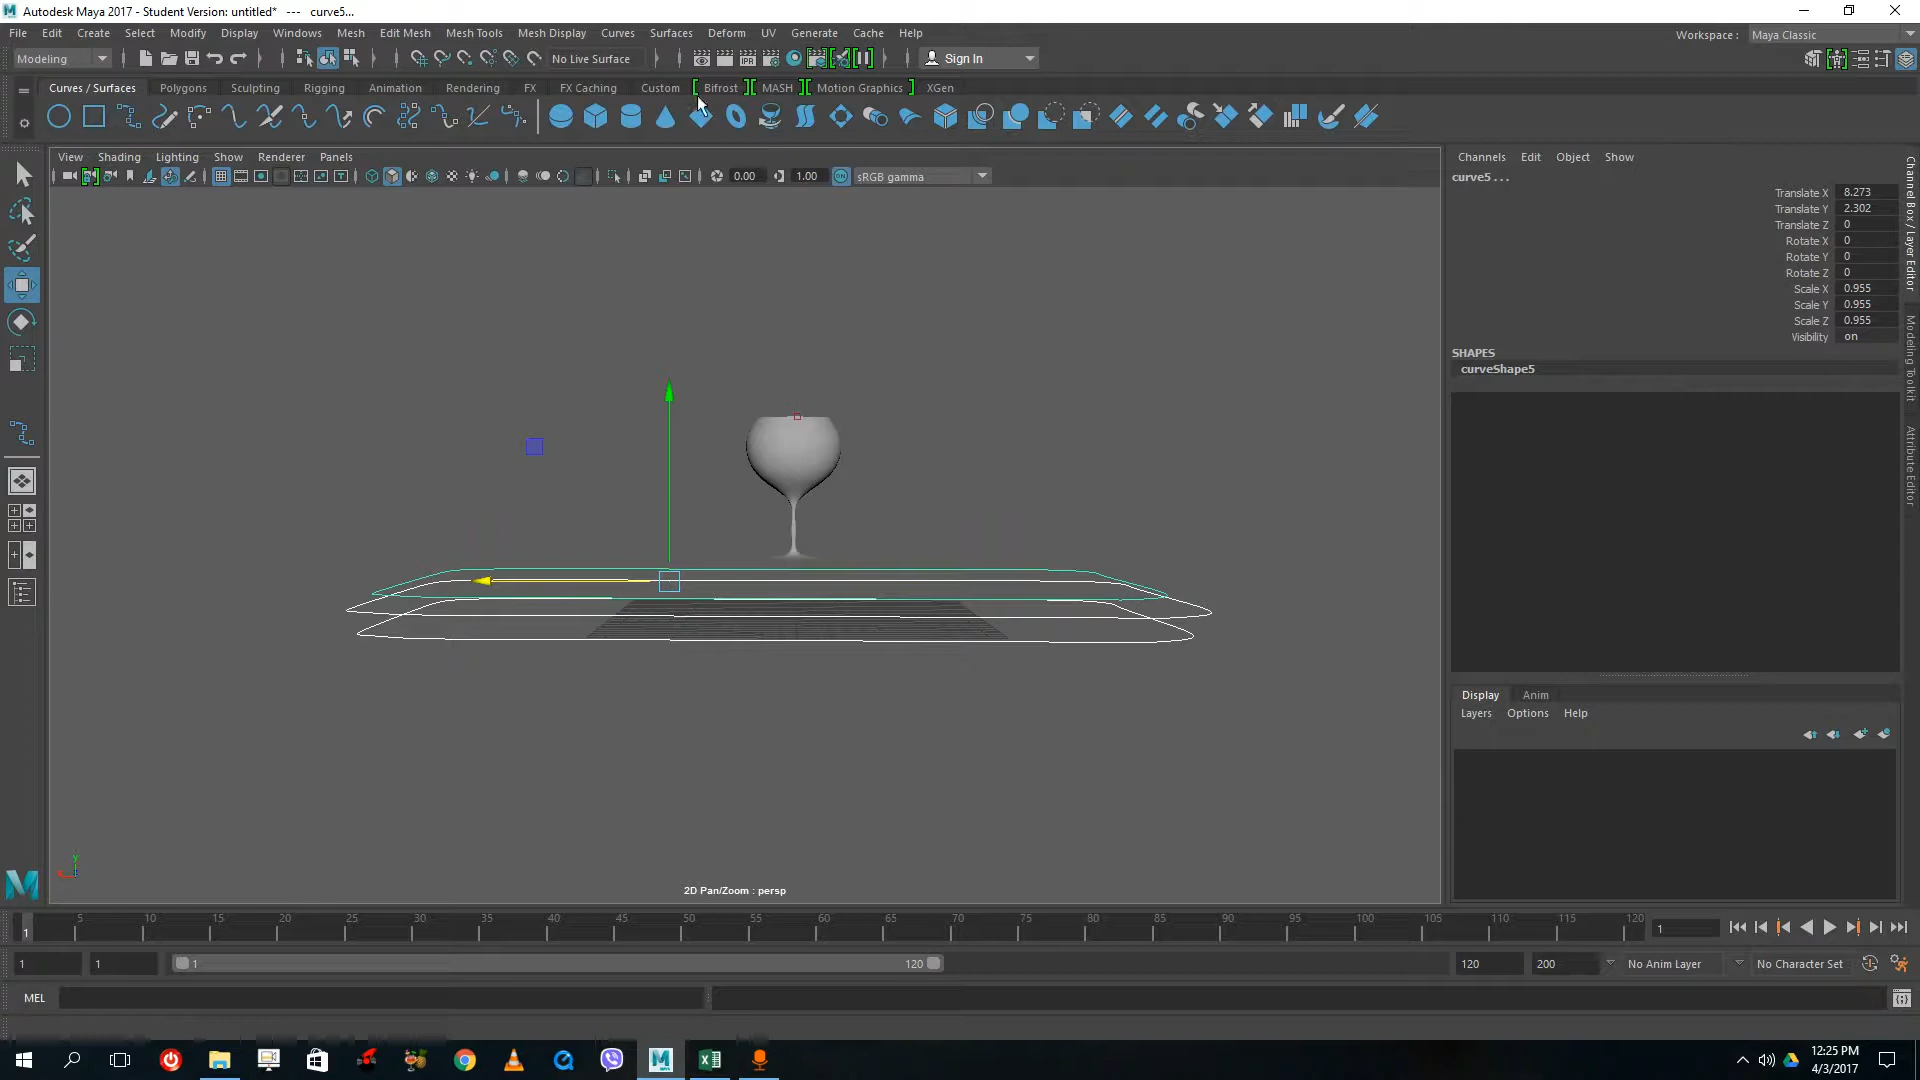 Autodesk Maya 2017 - Student Version: untitled* --- curve5...
File Edit Create Select Modify Display Windows Mesh Edit Mesh Mesh Tools Mesh Display Curves Surfaces Deform UV Generate Cache Help
Workspace : Maya Classic
Modeling No Live Surface Sign In
Curves / Surfaces Polygons Sculpting Rigging Animation Rendering FX FX Caching Custom Bifrost MASH Motion Graphics XGen
View Shading Lighting Show Renderer Panels
0.00 1.00 ON sRGB gamma
Channels Edit Object Show
curve5 ...
Translate X 8.273
Translate Y 2.302
Translate Z 0
Rotate X 0
Rotate Y 0
Rotate Z 0
Scale X 0.955
Scale Y 0.955
Scale Z 0.955
Visibility on
SHAPES
curveShape5
Channel Box / Layer Editor
Modeling Toolkit
Attribute Editor
Display Anim
Layers Options Help
y
2D Pan/Zoom : persp
5 10 15 20 25 30 35 40 45 50 55 60 65 70 75 80 85 90 95 100 105 110 115 120
1 1
1 1 1 120 120 200 No Anim Layer No Character Set
MEL
12:25 PM
4/3/2017